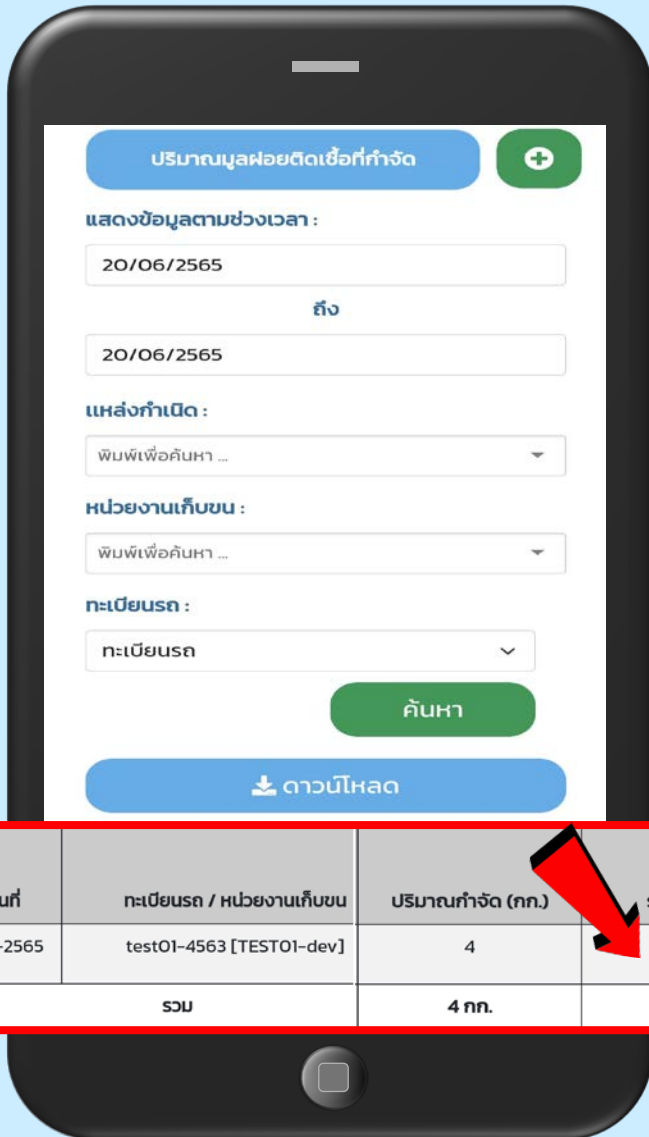 ปริมาณมูลฝอยติดเชื้อที่กำจัด
แสดงข้อมูลตามช่วงเวลา :
20/06/2565
ถึง
20/06/2565
แหล่งกำเนิด :
พิมพ์เพื่อค้นหา ...
หน่วยงานเก็บขน :
พิมพ์เพื่อค้นหา ...
ทะเบียนรถ :
ทะเบียนรถ
ค้นหา
ดาวน์โหลด
ทะเบียนรถ / หน่วยงานเก็บขน ปริมาณกำจัด (กก.)
-2565 test01-4563 [TEST01-dev] 4
รวม 4 กก.